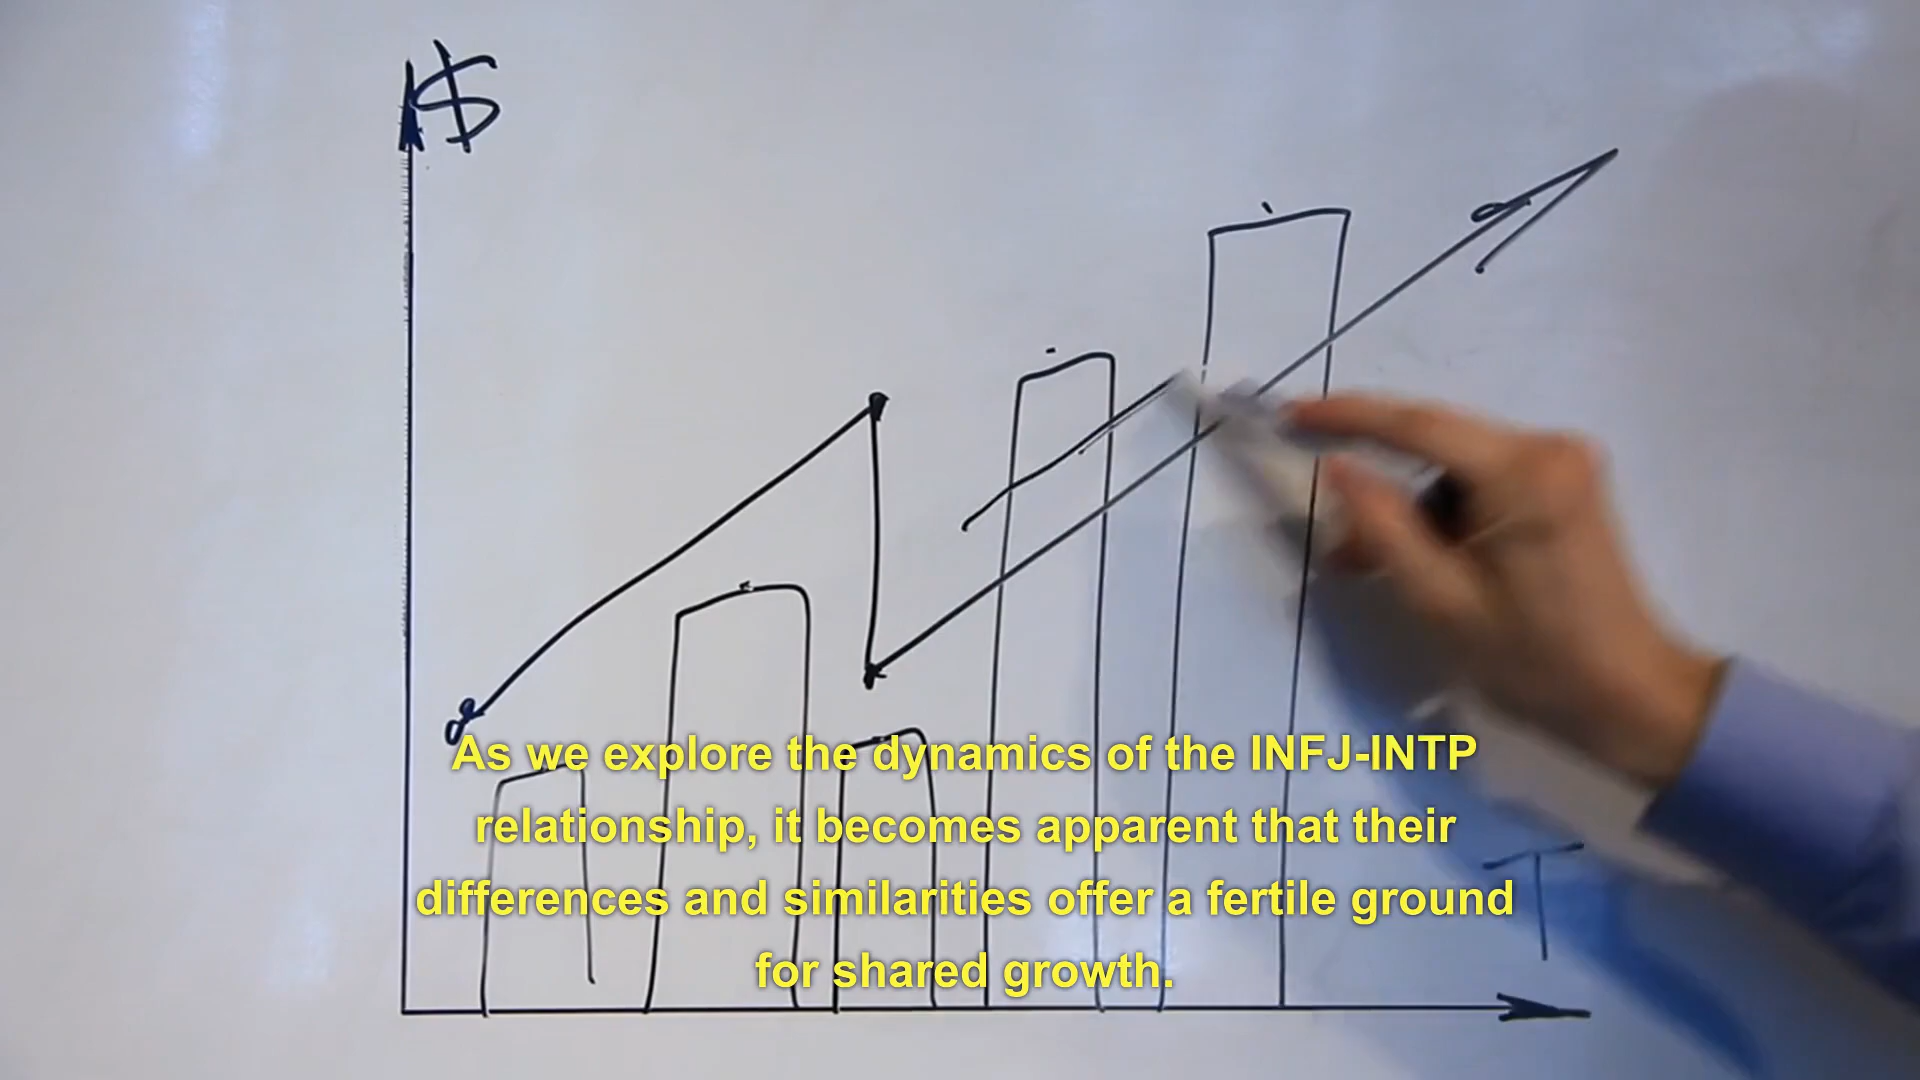 $
As we explore the dynamics of the INFJ-INTP
relationship, it becomes apparent that their
differences and similarities offer a fertile ground
for shared growth.
T